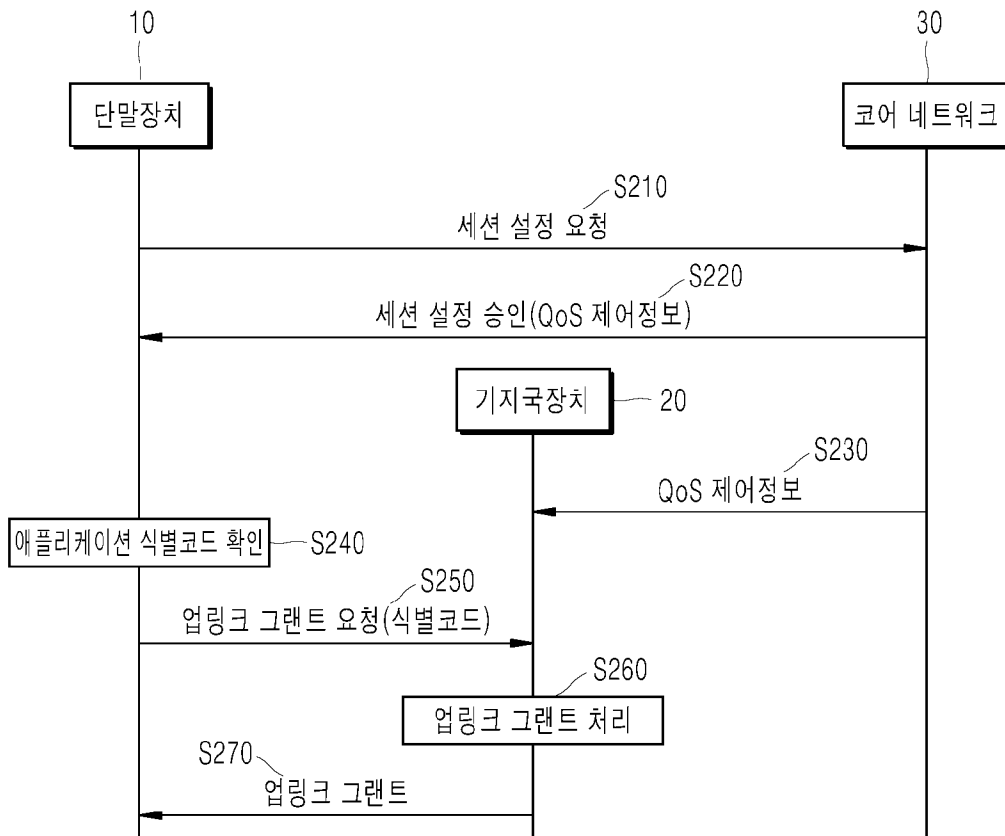 10
30
단말장치
코어 네트워크
S210
세션 설정 요청
S220
세션 설정 승인(QoS 제어정보)
기지국장치
20
S230
QoS 제어정보
애플리케이션 식별코드 확인
S240
S250
업링크 그랜트 요청(식별코드)
S260
업링크 그랜트 처리
S270
업링크 그랜트